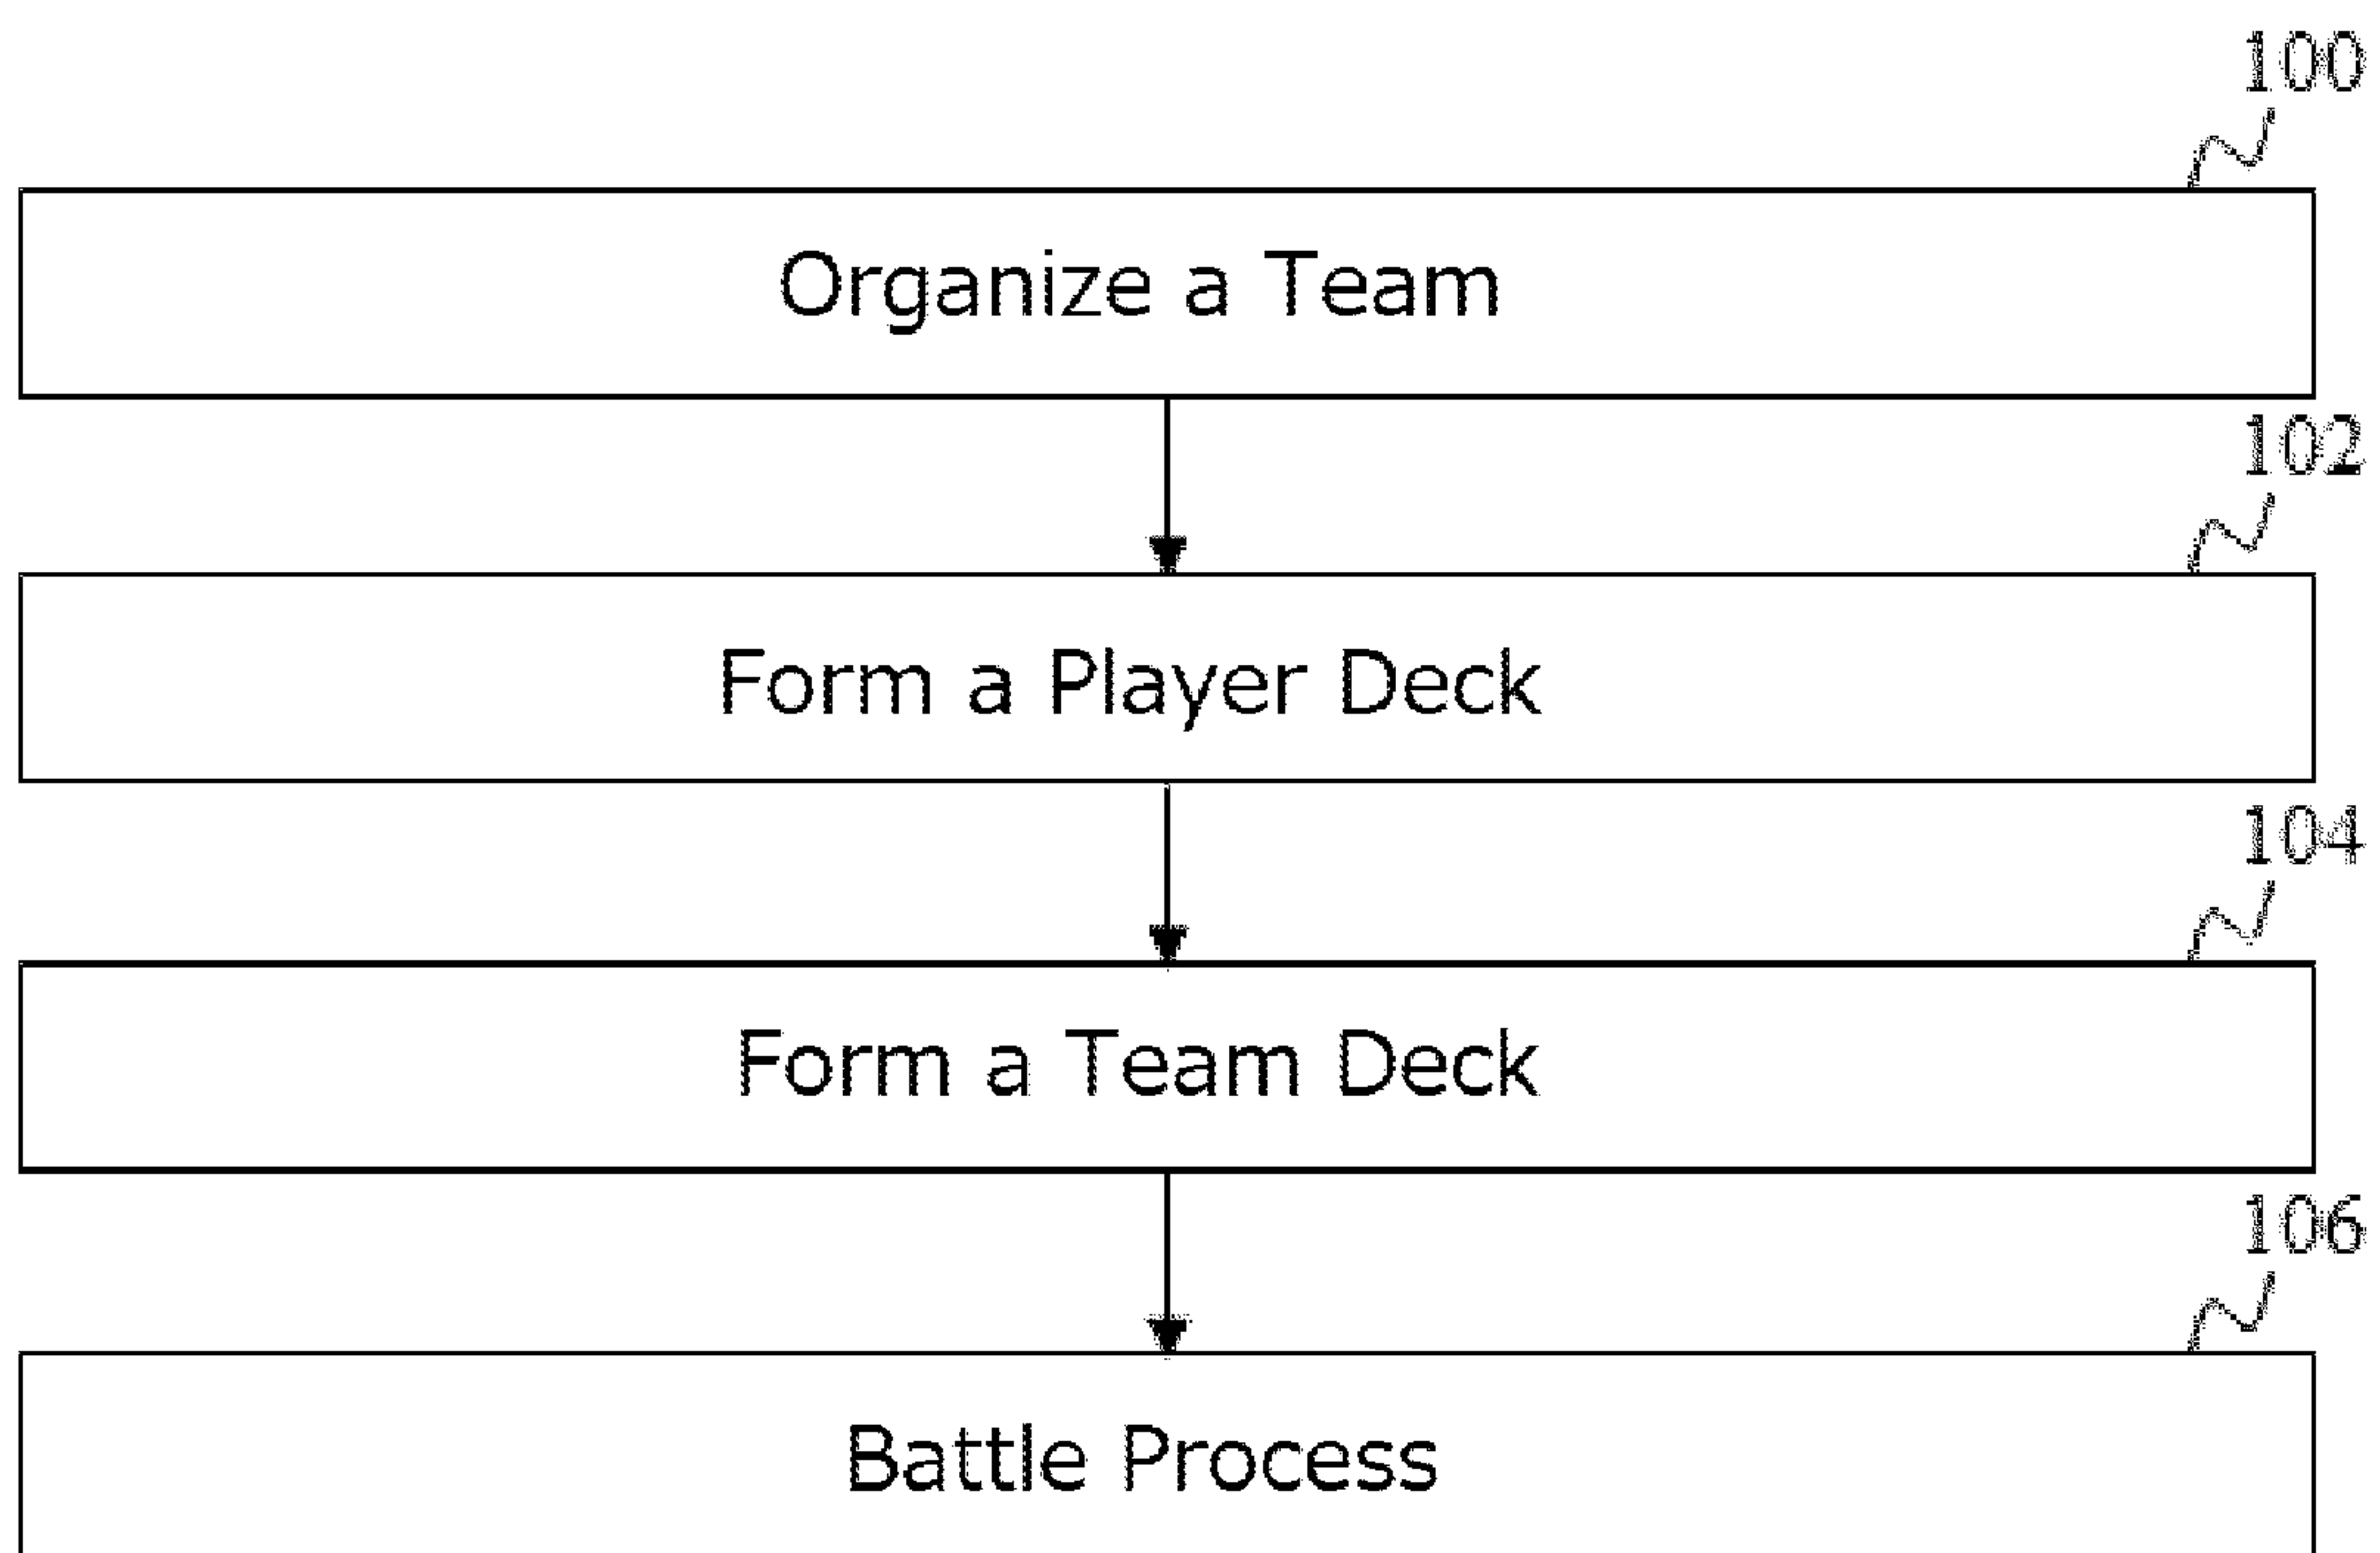 100
Organize a Team
102
Form a Player Deck
104
Form a Team Deck
106
Battle Process